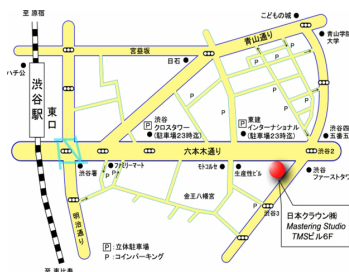 至 原宿
こどもの城
青山通り
青山学院
大学
宮益坂
日石
ハチ公
渋谷駅
東口
P 渋谷
クロスタワー
(駐車場23時迄)
P 東建
インターナショナル
(駐車場23時迄)
渋谷四
五番五
六本木通り
渋谷2
渋谷署
ファミリーマート
モトコルセ
生産性ビル
渋谷
ファーストタワ
金王八幡宮
明治通り
渋谷3
日本クラウン㈱
Mastering Studio
TMSビル6F
P : 立体駐車場
P : コインパーキング
至 恵比寿